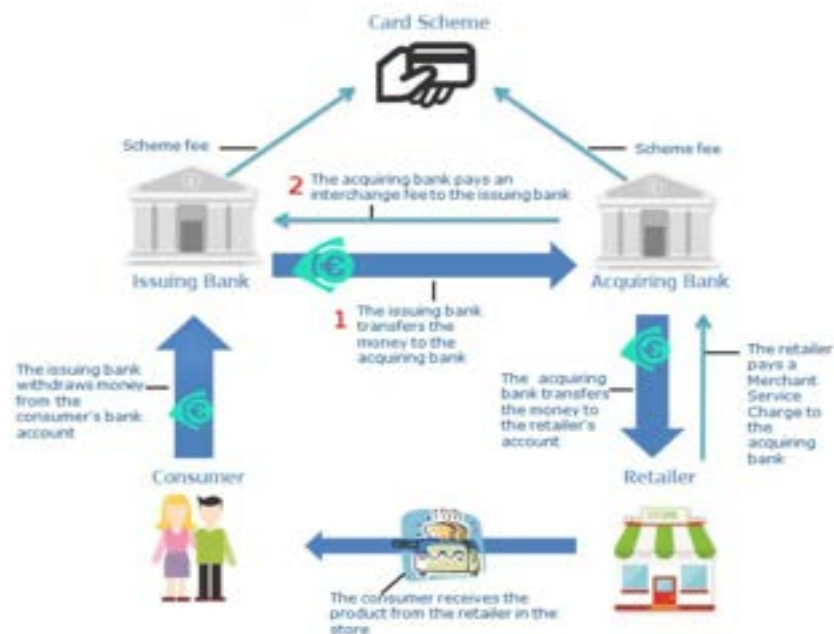 Card Scheme
Scheme fee
Scheme fee
2 The acquiring bank pays an
interchange fee to the issuing bank
Issuing Bank
Acquiring Bank
1 The issuing bank
transfers the
money to the
acquiring bank
The issuing bank
withdraws money
from the
consumer's bank
account
The acquiring
bank transfers
the money to
the retailer's
account
The retailer
pays a
Merchant
Service
Charge to
the
acquiring
bank
Consumer
Retailer
STORE
The consumer receives the
product from the retailer in the
store